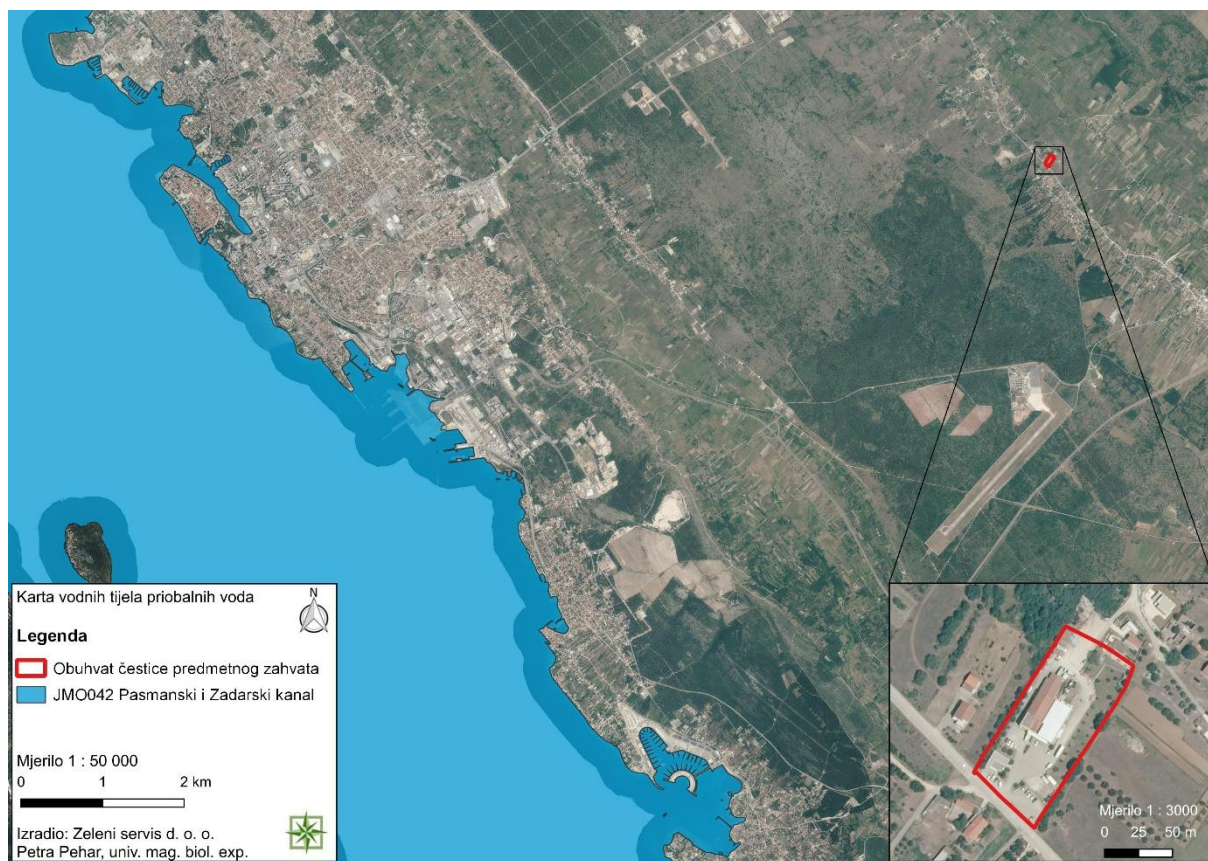 Karta vodnih tijela priobalnih voda
N
Legenda
Obuhvat čestice predmetnog zahvata
JMO042 Pasmanski i Zadarski kanal
Mjerilo 1 : 50 000
0 1 2 km
Izradio: Zeleni servis d. o. o.
Petra Pehar, univ. mag. biol. exp.
Mjerilo 1 : 3000
0 25 50 m